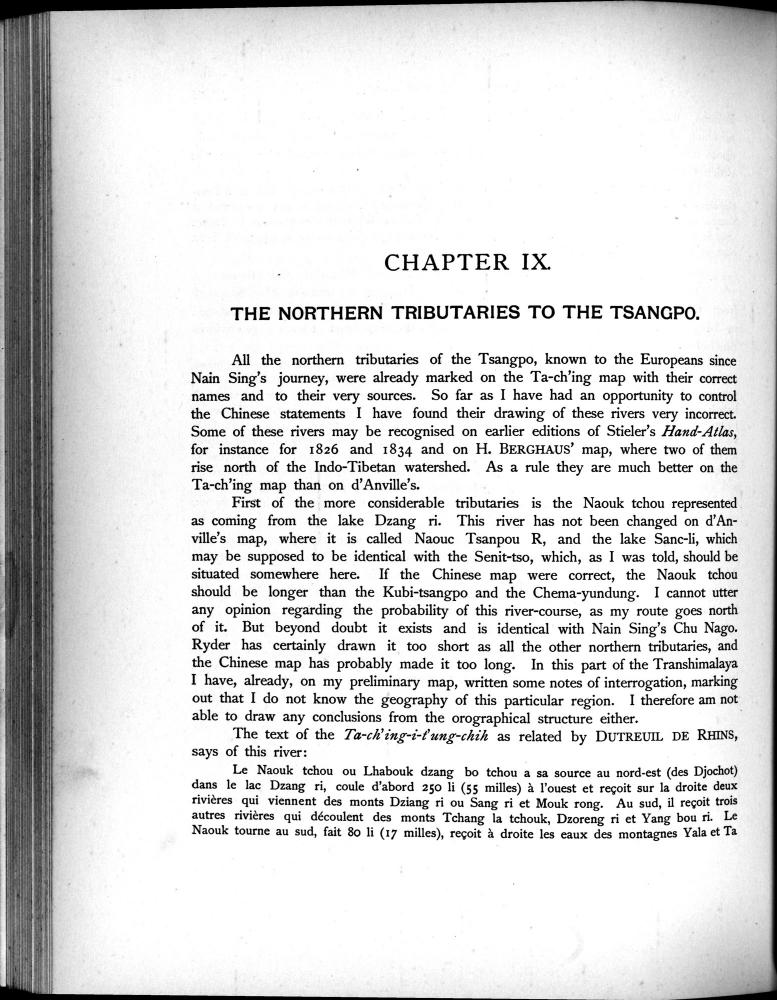 CHAPTER IX.
THE NORTHERN TRIBUTARIES TO THE TSANGPO.
All the northern tributaries of the Tsangpo, known to the Europeans since
Nain Sing's journey, were already marked on the Ta-ch'ing map with their correct
names and to their very sources. So far as I have had an opportunity to control
the Chinese statements I have found their drawing of these rivers very incorrect.
Some of these rivers may be recognised on earlier editions of Stieler's Hand-Atlas,
for instance for 1826 and 1834 and on H. BERGHAUS' map, where two of them
rise north of the Indo-Tibetan watershed. As a rule they are much better on the
Ta-ch'ing map than on d'Anville's.
First of the more considerable tributaries is the Naouk tchou represented
as coming from the lake Dzang ri. This river has not been changed on d'An-
ville's map, where it is called Naouc Tsanpou R, and the lake Sanc-li, which
may be supposed to be identical with the Senit-tso, which, as I was told, should be
situated somewhere here. If the Chinese map were correct, the Naouk tchou
should be longer than the Kubi-tsangpo and the Chema-yundung. I cannot utter
any opinion regarding the probability of this river-course, as my route goes north
of it. But beyond doubt it exists and is identical with Nain Sing's Chu Nago.
Ryder has certainly drawn it too short as all the other northern tributaries, and
the Chinese map has probably made it too long. In this part of the Transhimalaya
I have, already, on my preliminary map, written some notes of interrogation, marking
out that I do not know the geography of this particular region. I therefore am not
able to draw any conclusions from the orographical structure either.
The text of the Ta-ch'ing-i-t'ung-chih as related by DUTREUIL DE RHINS,
says of this river:
Le Naouk tchou ou Lhabouk dzang bo tchou a sa source au nord-est (des Djochot)
dans le lac Dzang ri, coule d'abord 250 li (55 milles) à l'ouest et reçoit sur la droite deux
rivières qui viennent des monts Dziang ri ou Sang ri et Mouk rong. Au sud, il reçoit trois
autres rivières qui découlent des monts Tchang la tchouk, Dzoreng ri et Yang bou ri. Le
Naouk tourne au sud, fait 80 li (17 milles), reçoit à droite les eaux des montagnes Yala et Ta